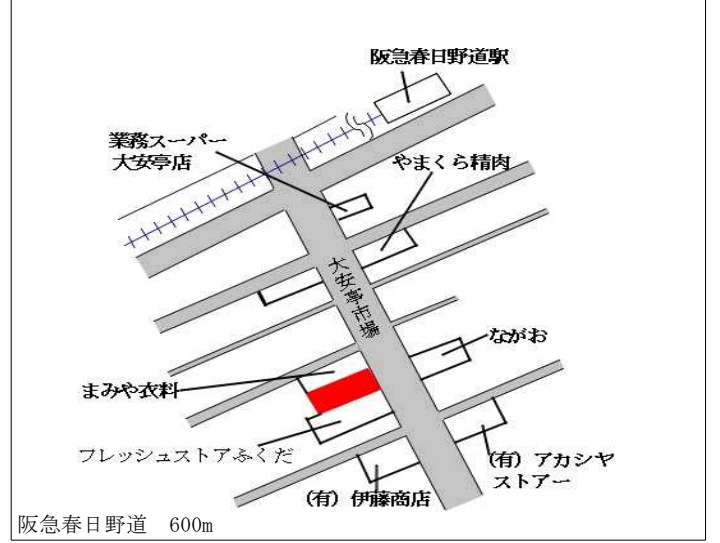 阪急春日野道駅
業務スーパー
大安亭店
やまくら精肉
大安亭市場
ながお
まみや衣料
フレッシュストアふくだ
(有) アカシヤ
ストアー
(有) 伊藤商店
阪急春日野道　600m